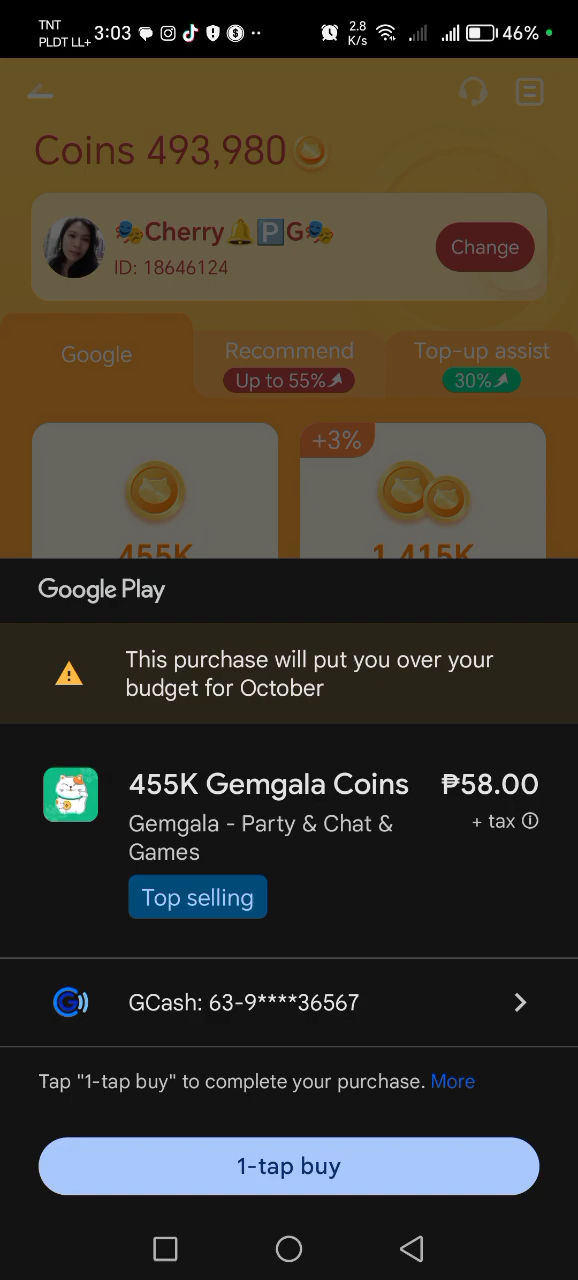 TNT
PLDT LL+
3:03
2.8
K/s
46%
Coins 493,980
🎭Cherry🔔🅿️G🎭
ID: 18646124
Change
Google
Recommend
Up to 55%
Top-up assist
30%
+3%
455K
1,415K
Google Play
This purchase will put you over your
budget for October
455K Gemgala Coins
₱58.00
Gemgala - Party & Chat &
Games
+ tax
Top selling
GCash: 63-9****36567
Tap "1-tap buy" to complete your purchase. More
1-tap buy